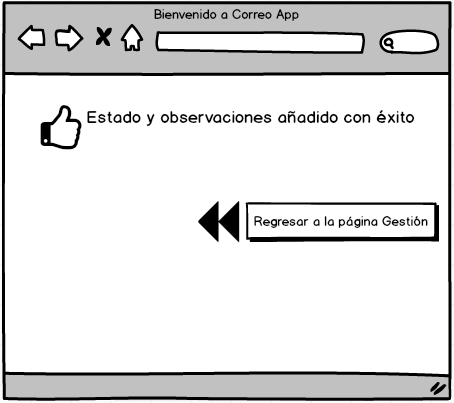 Bienvenido a Correo App
Estado y observaciones añadido con éxito
Regresar a la página Gestión